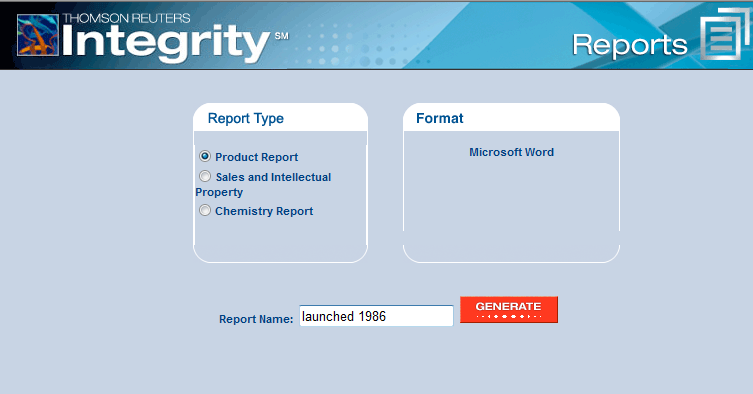 THOMSON REUTERS
Integrity SM
Reports
Report Type
Format
Product Report
Microsoft Word
Sales and Intellectual
Property
Chemistry Report
Report Name: launched 1986 GENERATE